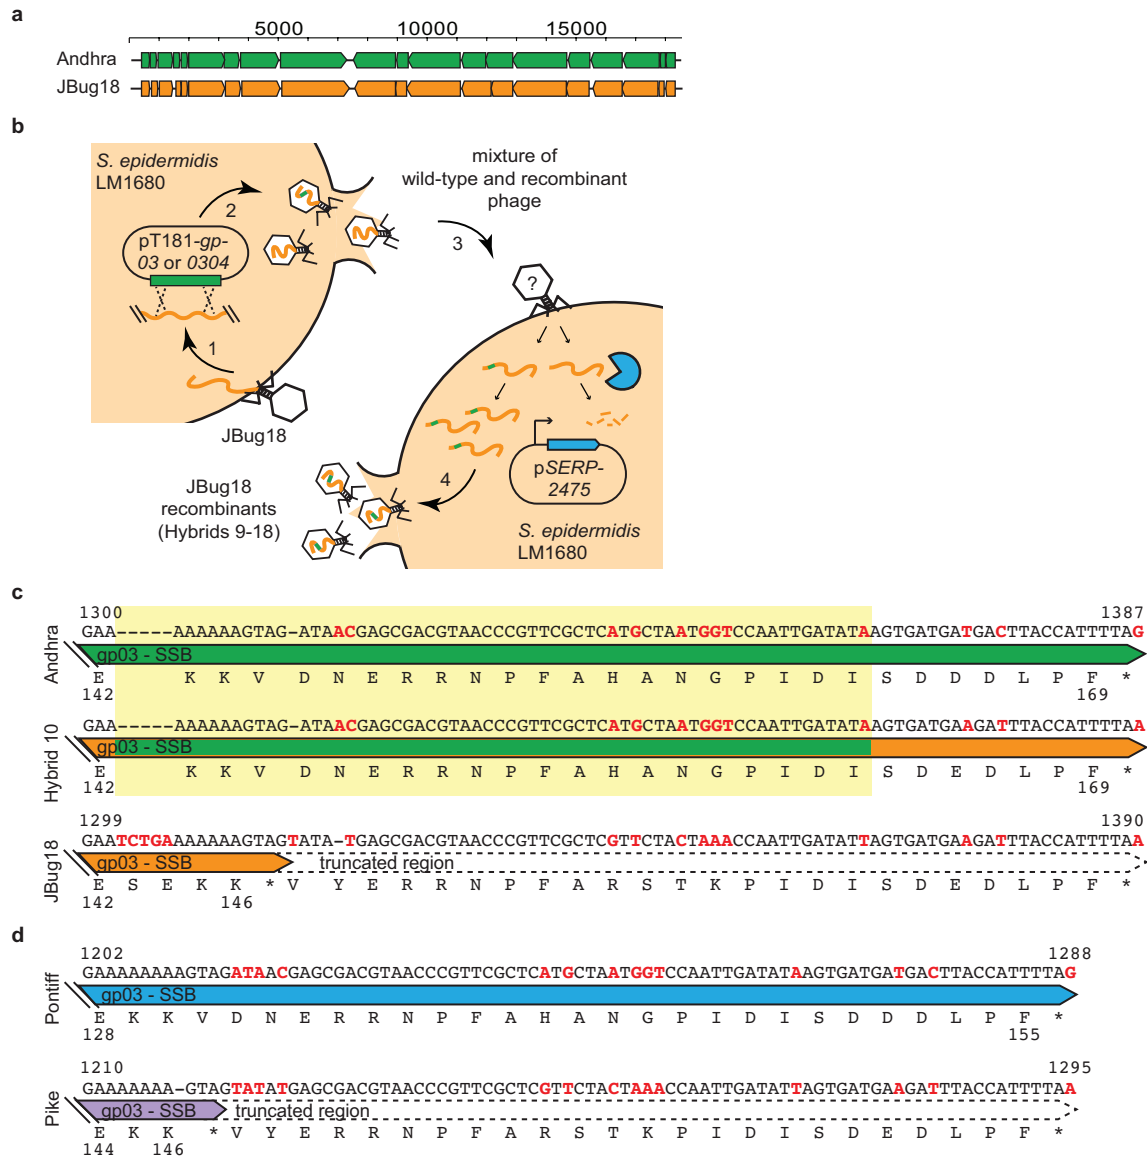 a
5000 10000 15000
Andhra
JBug18
b
S. epidermidis
LM1680
mixture of
wild-type and recombinant
phage
2
pT181-gp-
03 or 0304
3
?
1
JBug18
4
pSERP-
2475
JBug18
recombinants
(Hybrids 9-18)
S. epidermidis
LM1680
c
1300 1387
GAA-----AAAAAAGTAG-ATAACGAGCGACGTAACCCGTTCGCTCATGCTAATGGTCCAATTGATATAAGTGATGATGACTTACCATTTTAG
Andhra
gp03 - SSB
E K K V D N E R R N P F A H A N G P I D I S D D D L P F *
142 169
GAA-----AAAAAAGTAG-ATAACGAGCGACGTAACCCGTTCGCTCATGCTAATGGTCCAATTGATATAAGTGATGAAGATTTACCATTTTAA
Hybrid 10
gp03 - SSB
E K K V D N E R R N P F A H A N G P I D I S D E D L P F *
142 169
1299 1390
GAATCTGAAAAAAAGTAGTATA-TGAGCGACGTAACCCGTTCGCTCGTTCTACTAAACCAATTGATATTAGTGATGAAGATTTACCATTTTAA
JBug18
gp03 - SSB truncated region
E S E K K * V Y E R R N P F A R S T K P I D I S D E D L P F *
142 146
d
1202 1288
GAAAAAAAAGTAGATAACGAGCGACGTAACCCGTTCGCTCATGCTAATGGTCCAATTGATATAAGTGATGATGACTTACCATTTTAG
Pontiff
gp03 - SSB
E K K V D N E R R N P F A H A N G P I D I S D D D L P F *
128 155
1210 1295
GAAAAAAAA-GTAGTATATGAGCGACGTAACCCGTTCGCTCGTTCTACTAAACCAATTGATATTAGTGATGAAGATTTACCATTTTAA
Pike
gp03 - SSB truncated region
E K K * V Y E R R N P F A R S T K P I D I S D E D L P F *
144 146